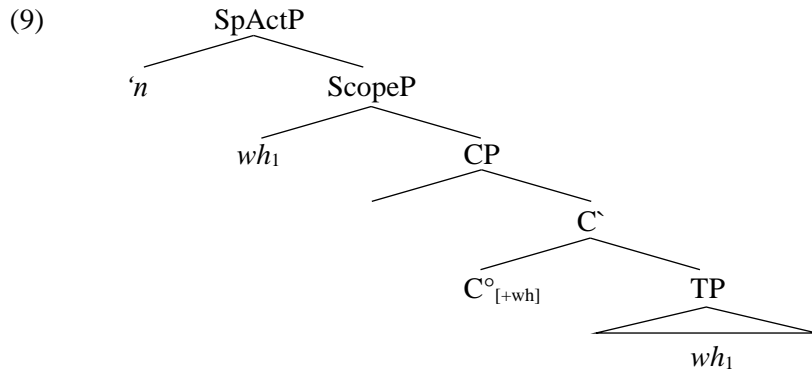 (9) SpActP
‘n ScopeP
wh₁ CP
C`
C°[+wh] TP
wh₁